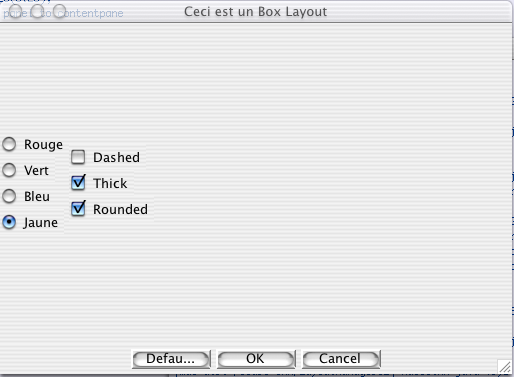 Ceci est un Box Layout
Rouge
Vert
Bleu
Jaune
Dashed
Thick
Rounded
Defau...
OK
Cancel